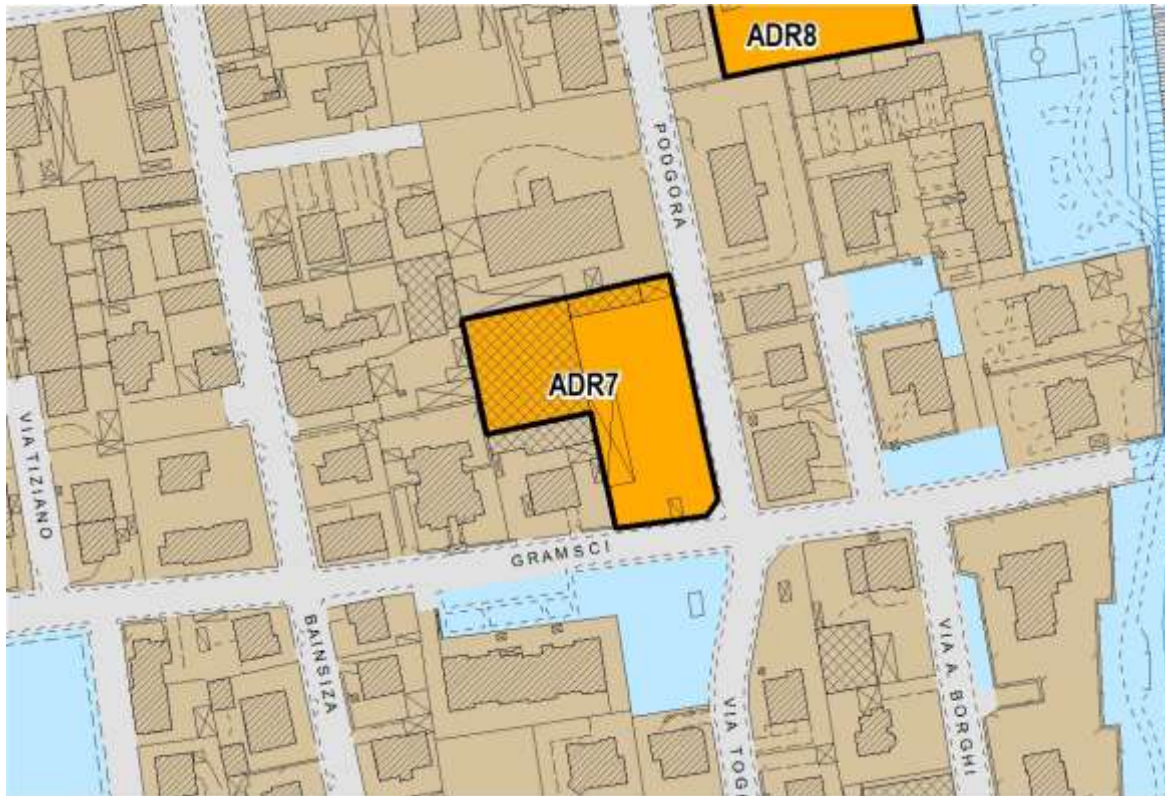 ADR8
PODGORA
ADR7
VIA TIZIANO
GRAMSCI
BAINSIZA
VIA TOG
VIA A BORGHI